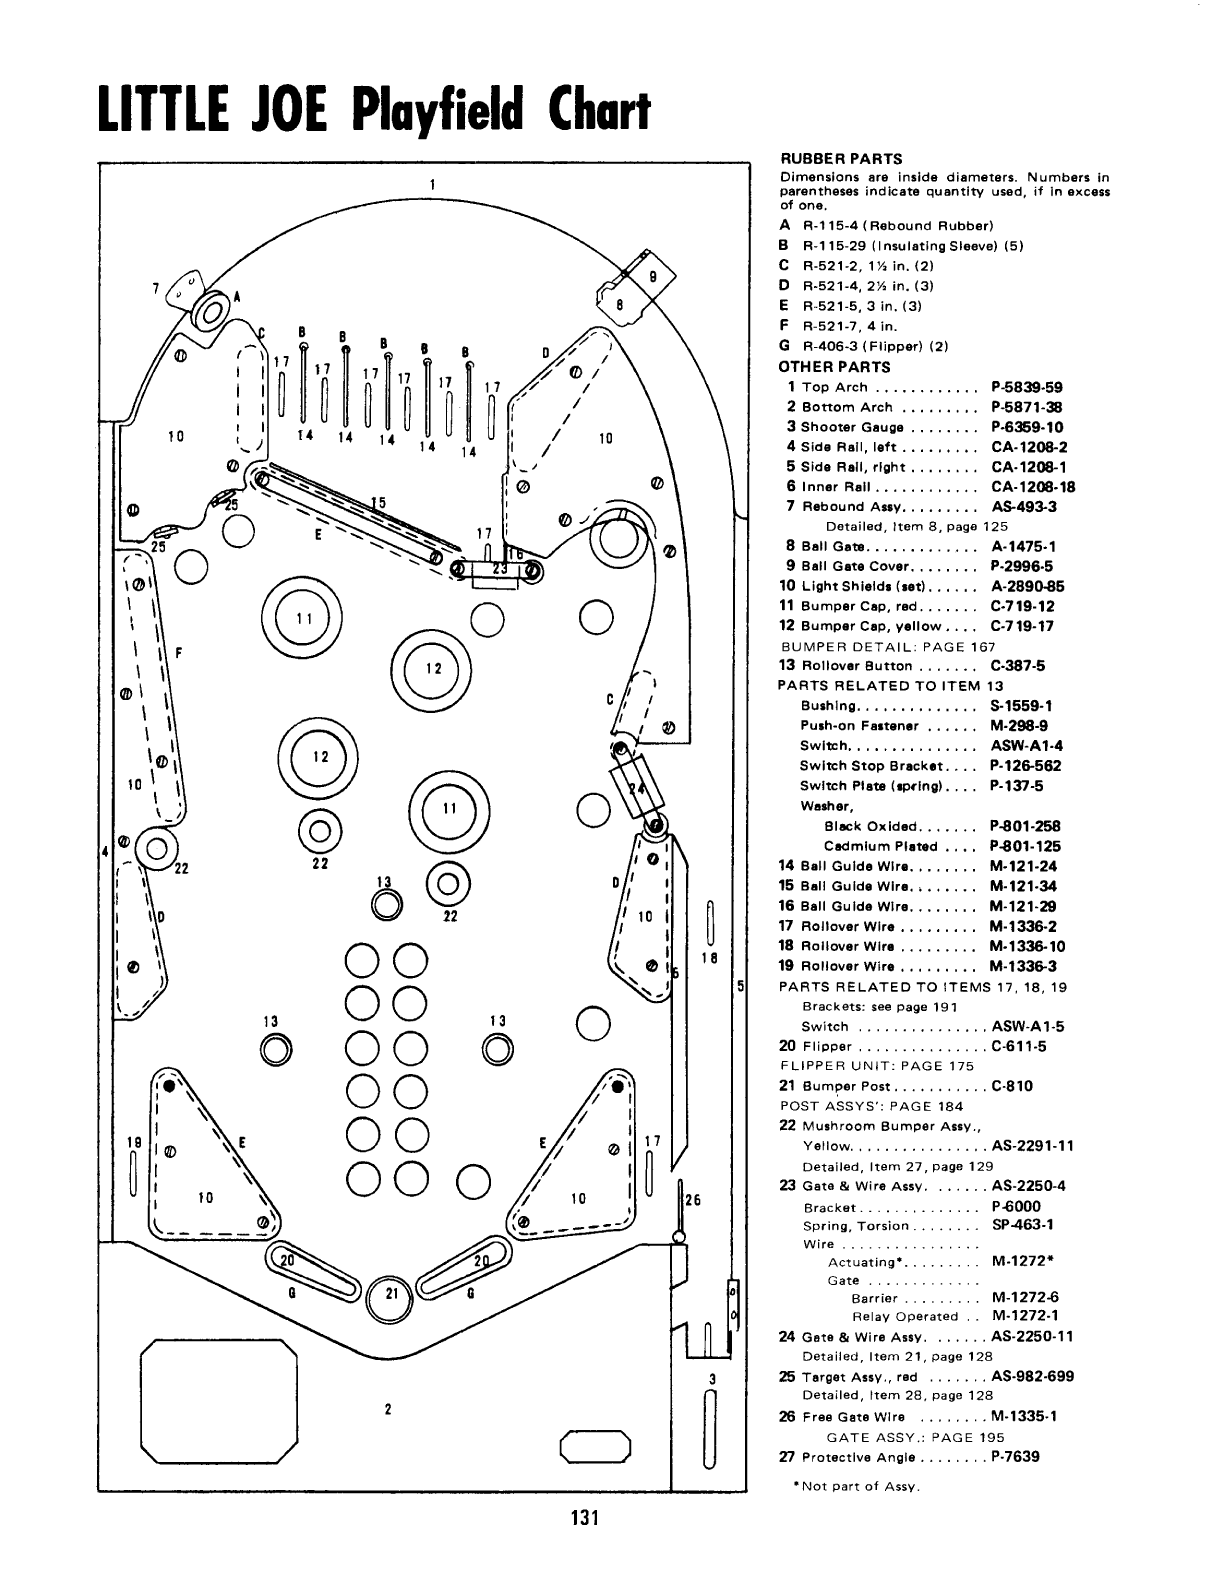 LITTLE JOE Playfield Chart
RUBBER PARTS
Dimensions are inside diameters. Numbers in
parentheses indicate quantity used, if in excess
of one.
A R-115-4 (Rebound Rubber)
B R-115-29 (Insulating Sleeve) (5)
C R-521-2, 1½ in. (2)
D R-521-4, 2½ in. (3)
E R-521-5, 3 in. (3)
F R-521-7, 4 in.
G R-406-3 (Flipper) (2)
OTHER PARTS
1 Top Arch ............ P-5839-59
2 Bottom Arch ......... P-5871-38
3 Shooter Gauge ........ P-6359-10
4 Side Rail, left ......... CA-1208-2
5 Side Rail, right ........ CA-1208-1
6 Inner Rail ............ CA-1208-18
7 Rebound Assy......... AS-493-3
Detailed, Item 8, page 125
8 Ball Gate............. A-1475-1
9 Ball Gate Cover........ P-2996-5
10 Light Shields (set)...... A-2890-85
11 Bumper Cap, red....... C-719-12
12 Bumper Cap, yellow .... C-719-17
BUMPER DETAIL: PAGE 167
13 Rollover Button ....... C-387-5
PARTS RELATED TO ITEM 13
Bushing.............. S-1559-1
Push-on Fastener ...... M-298-9
Switch............... ASW-A1-4
Switch Stop Bracket.... P-126-562
Switch Plate (spring).... P-137-5
Washer,
Black Oxided....... P-801-258
Cadmium Plated .... P-801-125
14 Ball Guide Wire........ M-121-24
15 Ball Guide Wire........ M-121-34
16 Ball Guide Wire........ M-121-29
17 Rollover Wire ......... M-1336-2
18 Rollover Wire ......... M-1336-10
19 Rollover Wire ......... M-1336-3
PARTS RELATED TO ITEMS 17, 18, 19
Brackets: see page 191
Switch ............... ASW-A1-5
20 Flipper ............... C-611-5
FLIPPER UNIT: PAGE 175
21 Bumper Post........... C-810
POST ASSYS': PAGE 184
22 Mushroom Bumper Assy.,
Yellow................ AS-2291-11
Detailed, Item 27, page 129
23 Gate & Wire Assy. ...... AS-2250-4
Bracket.............. P-6000
Spring, Torsion........ SP-463-1
Wire ................
Actuating*......... M-1272*
Gate .............
Barrier ......... M-1272-6
Relay Operated .. M-1272-1
24 Gate & Wire Assy. ...... AS-2250-11
Detailed, Item 21, page 128
25 Target Assy., red ....... AS-982-699
Detailed, Item 28, page 128
26 Free Gate Wire ........ M-1335-1
GATE ASSY.: PAGE 195
27 Protective Angle ........ P-7639
*Not part of Assy.
1
7
A
9
8
C
B
B
B
B
B
D
17
17
17
17
17
17
10
14
14
14
14
14
10
25
15
E
25
17
16
23
11
F
12
C
12
24
10
11
4
22
22
13
22
D
D
10
18
6
5
13
13
19
E
E
17
10
10
26
20
20
G
21
G
3
2
131